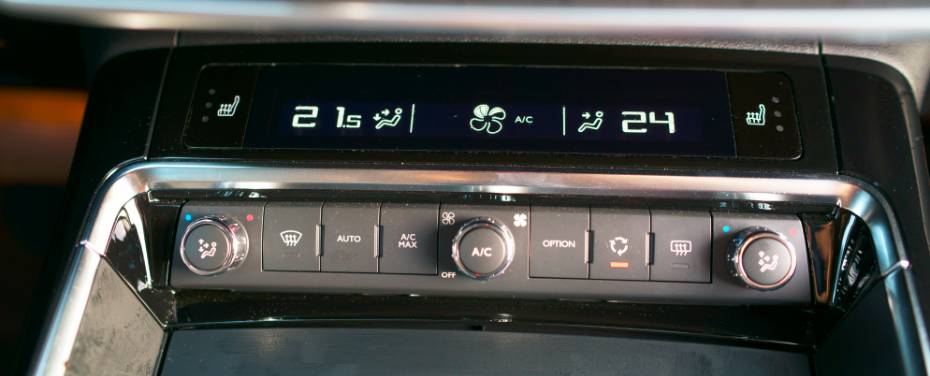 21.5 A/C 24
AUTO A/C MAX A/C OPTION
OFF